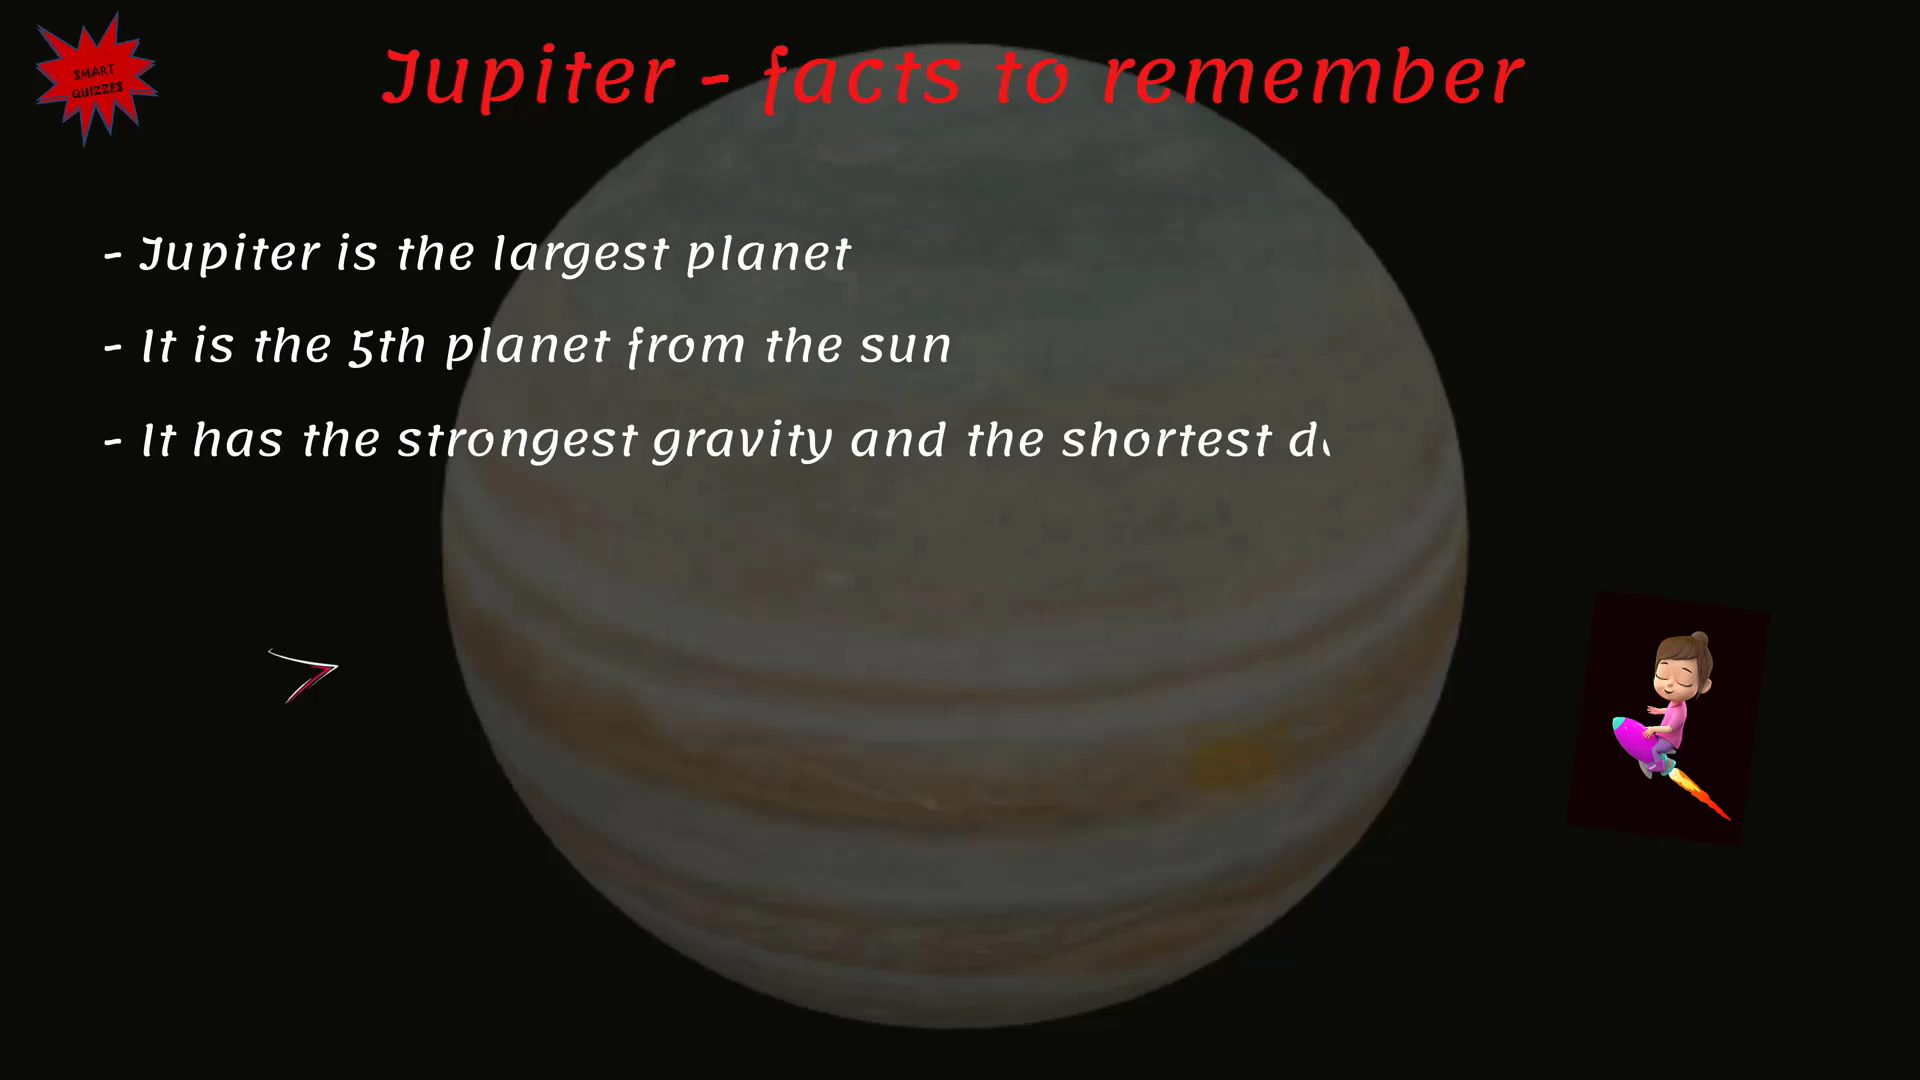 SMART
QUIZZES
Jupiter - facts to remember
- Jupiter is the largest planet
- It is the 5th planet from the sun
- It has the strongest gravity and the shortest